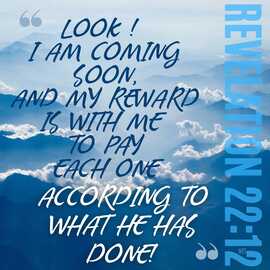 “
LOOK !
I AM COMING
SOON,
AND MY REWARD
IS WITH ME
TO PAY
EACH ONE
ACCORDING TO
WHAT HE HAS
DONE!
”
REVELATION 22:12